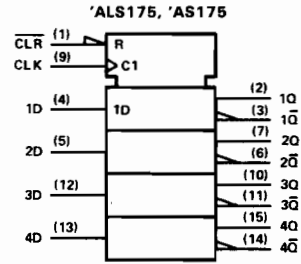 'ALS175, 'AS175
C̅L̅R̅ (1) R
CLK (9) C1
1D (4) 1D (2) 1Q
(3) 1Q̅
2D (5) (7) 2Q
(6) 2Q̅
3D (12) (10) 3Q
(11) 3Q̅
4D (13) (15) 4Q
(14) 4Q̅